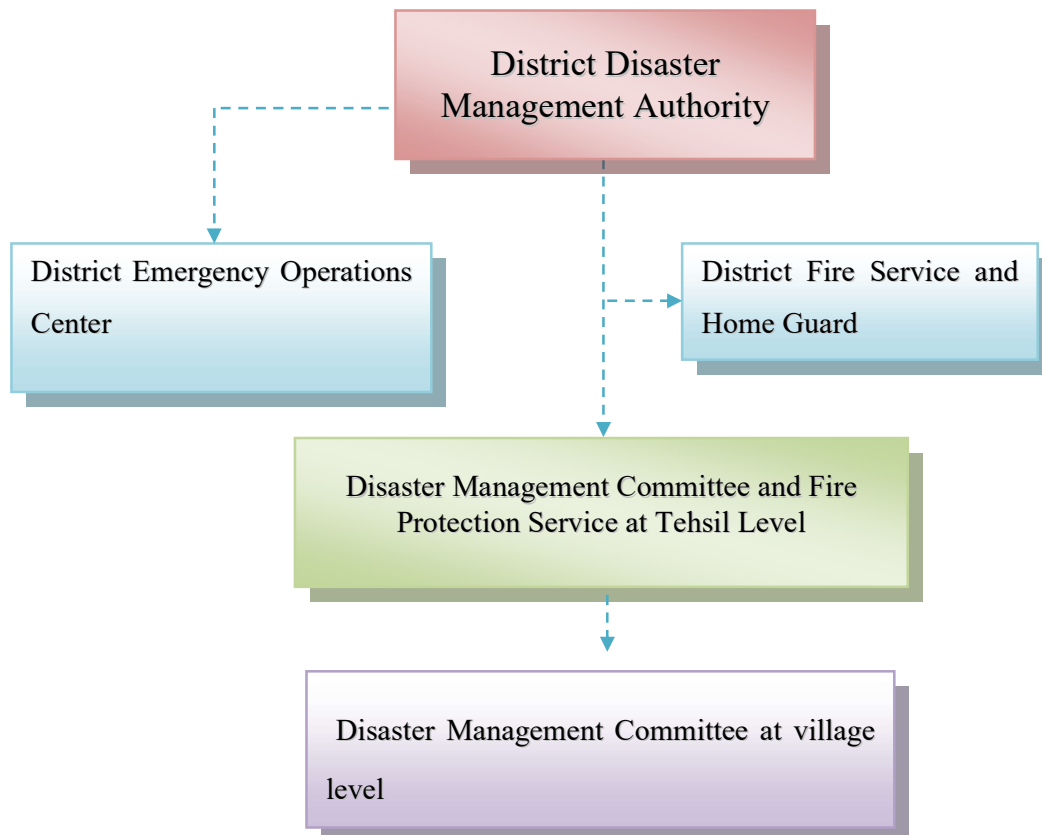 District Disaster
Management Authority
District Emergency Operations
Center
District Fire Service and
Home Guard
Disaster Management Committee and Fire
Protection Service at Tehsil Level
Disaster Management Committee at village
level